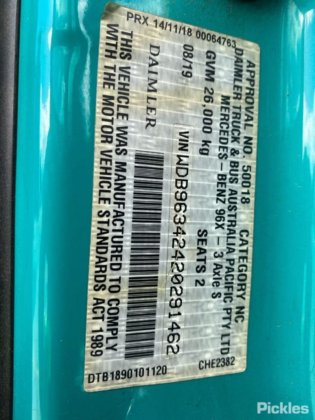 PRX 14/11/18 00064763
APPROVAL NO. 50018 CATEGORY NC
DAIMLER TRUCK & BUS AUSTRALIA PACIFIC PTY LTD
MERCEDES-BENZ 96X - 3 Axle S
08/19 GVM 26,000 kg SEATS 2
DAIMLER VIN WDB96342420291462
THIS VEHICLE WAS MANUFACTURED TO COMPLY
WITH THE MOTOR VEHICLE STANDARDS ACT 1989
DTB1890101120 CHE2382
Pickles